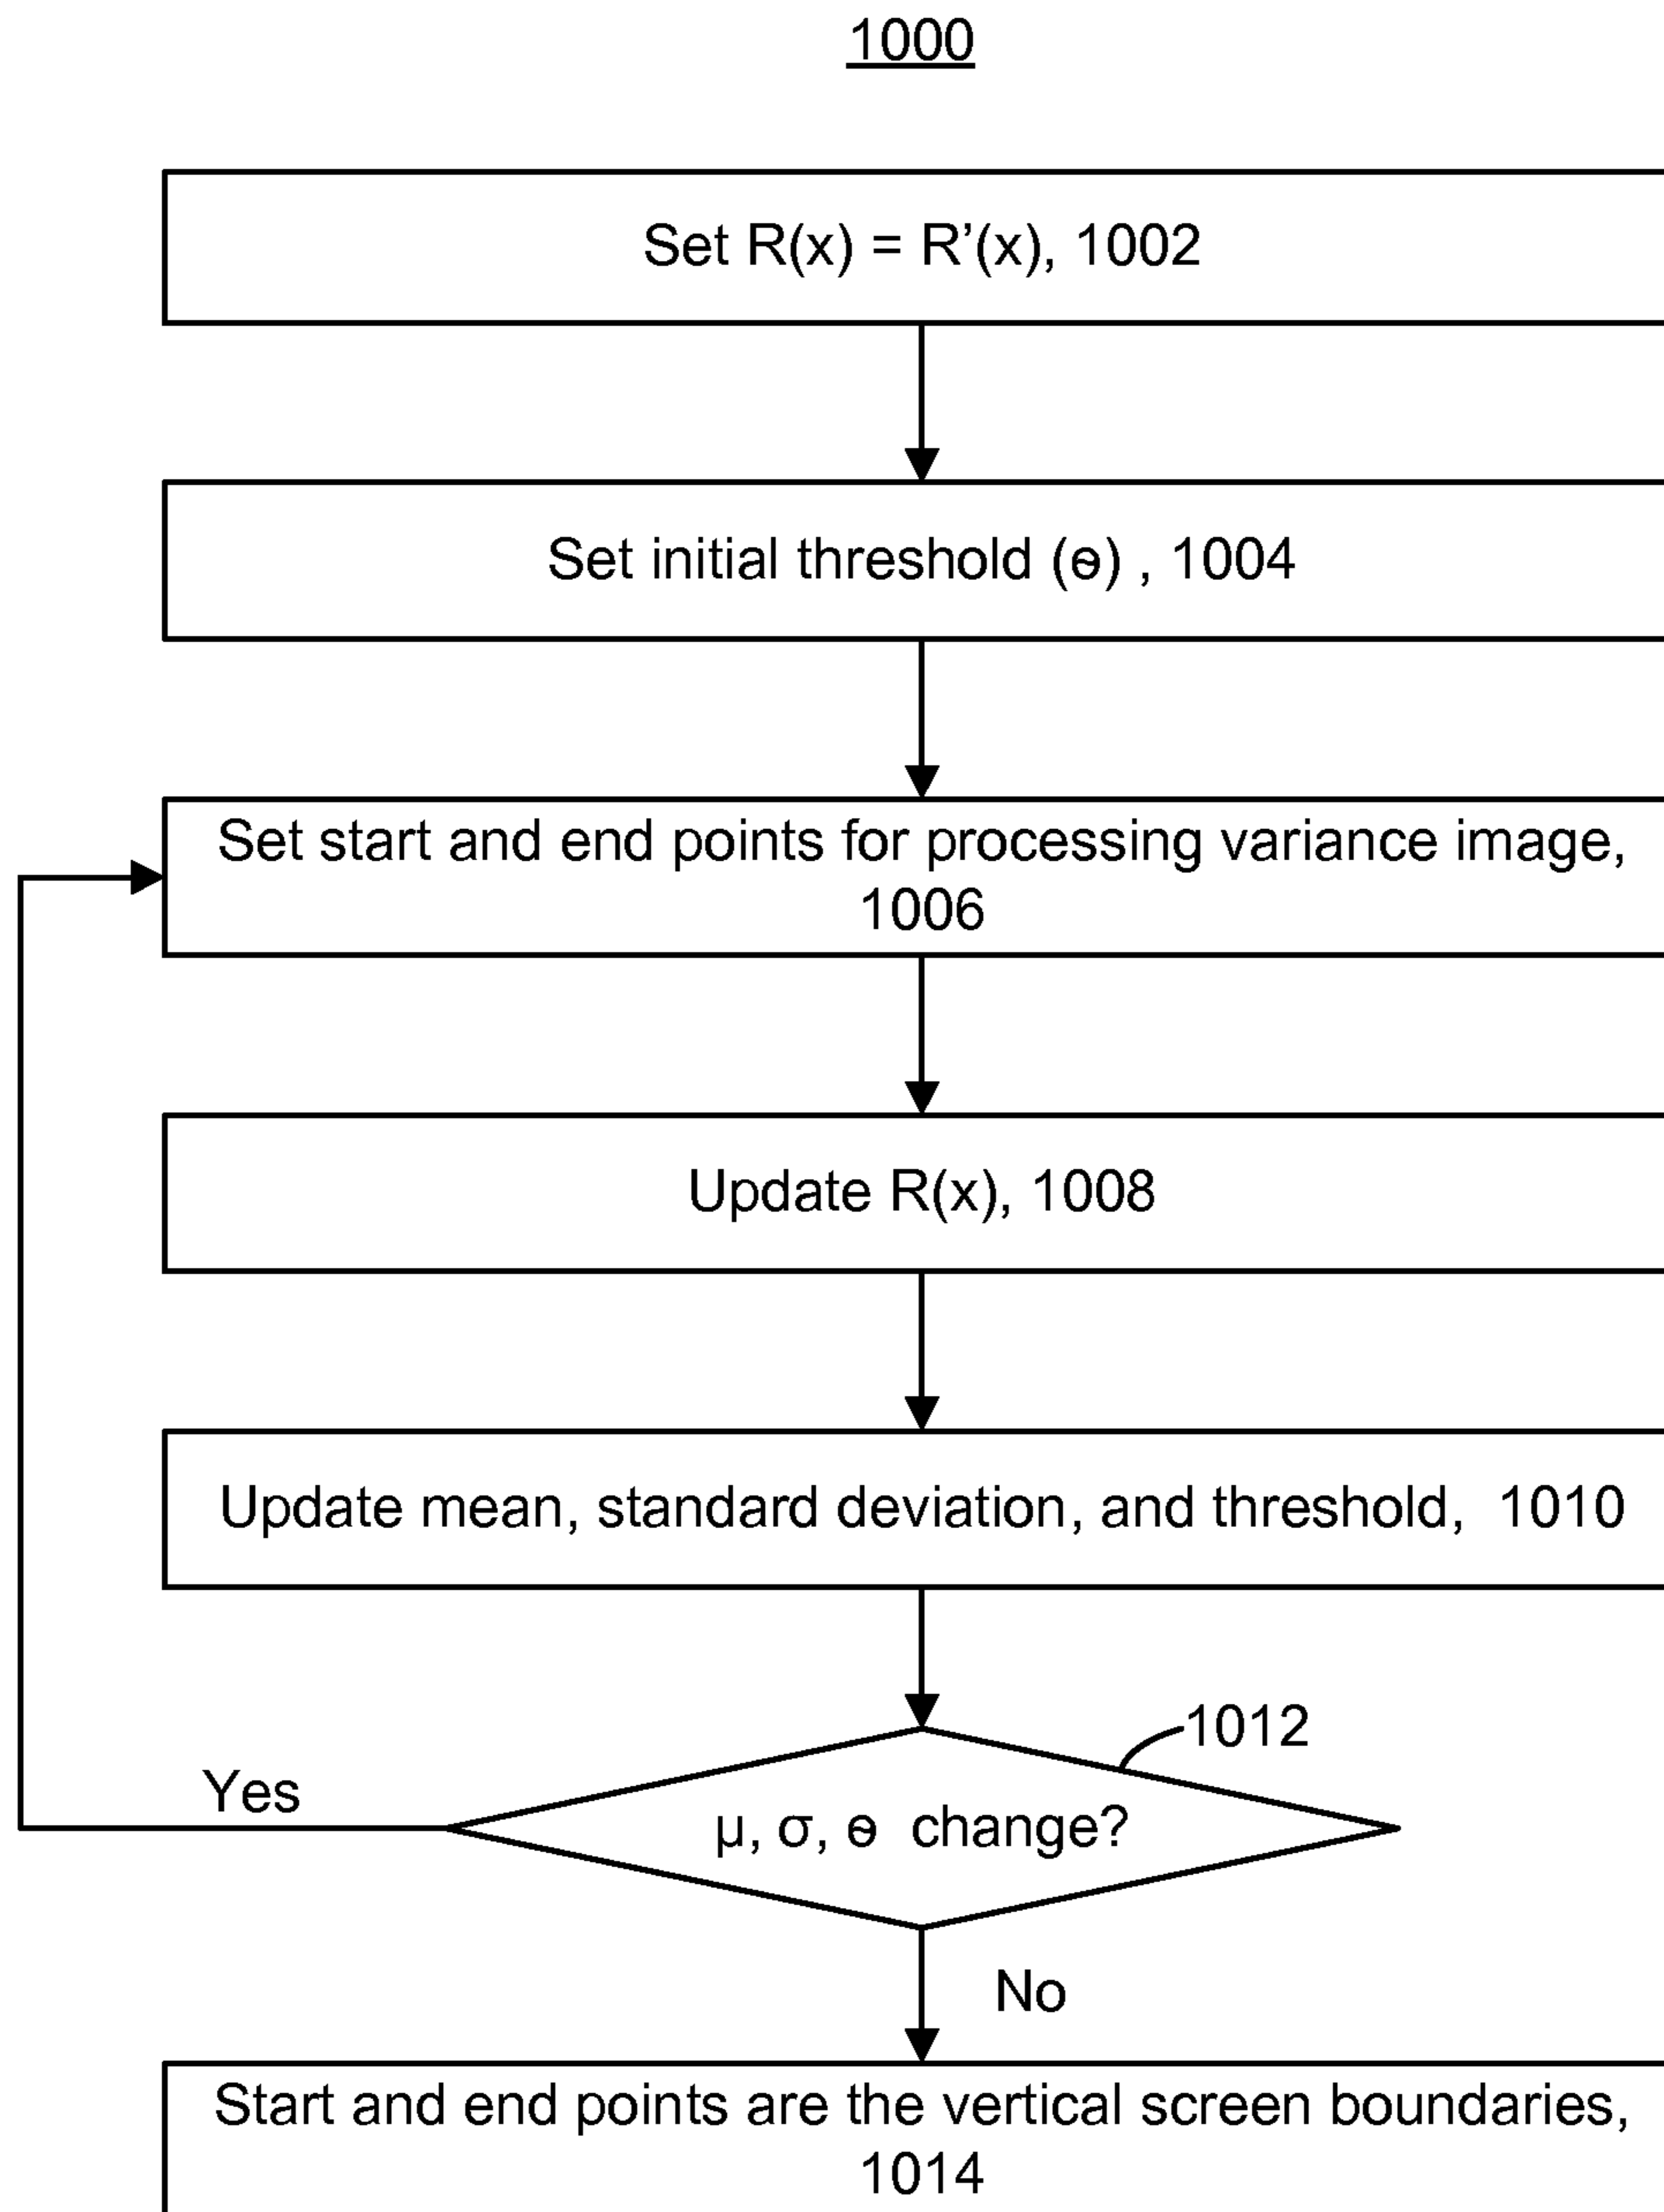 1000
Set R(x) = R’(x), 1002
Set initial threshold (ɵ) , 1004
Set start and end points for processing variance image,
1006
Update R(x), 1008
Update mean, standard deviation, and threshold, 1010
1012
Yes
μ, σ, ɵ change?
No
Start and end points are the vertical screen boundaries,
1014